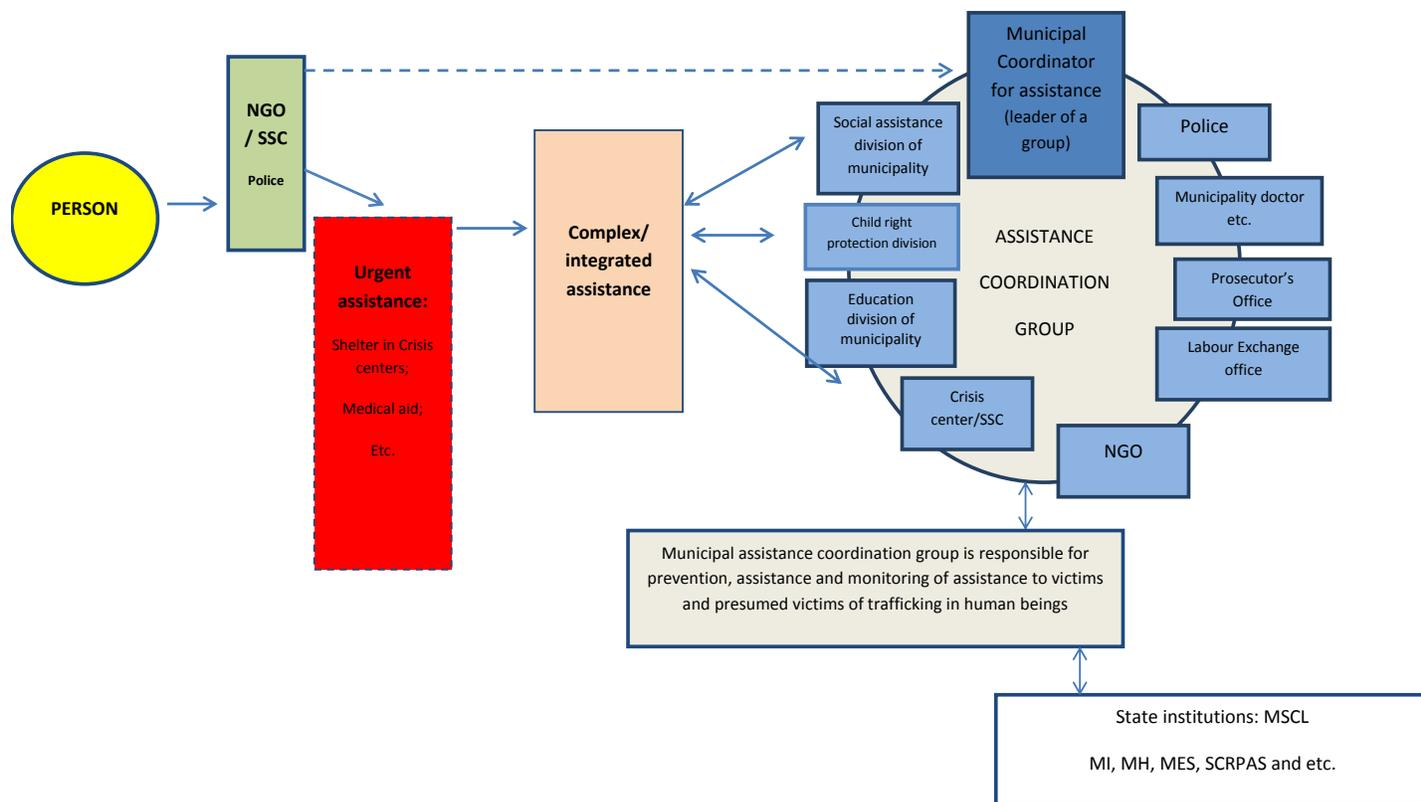 PERSON
NGO
/ SSC
Police
Urgent
assistance:
Shelter in Crisis
centers;
Medical aid;
Etc.
Complex/
integrated
assistance
Municipal
Coordinator
for assistance
(leader of a
group)
Social assistance
division of
municipality
Child right
protection division
Education
division of
municipality
Crisis
center/SSC
ASSISTANCE
COORDINATION
GROUP
Police
Municipality doctor
etc.
Prosecutor’s
Office
Labour Exchange
office
NGO
Municipal assistance coordination group is responsible for
prevention, assistance and monitoring of assistance to victims
and presumed victims of trafficking in human beings
State institutions: MSCL
MI, MH, MES, SCRPAS and etc.